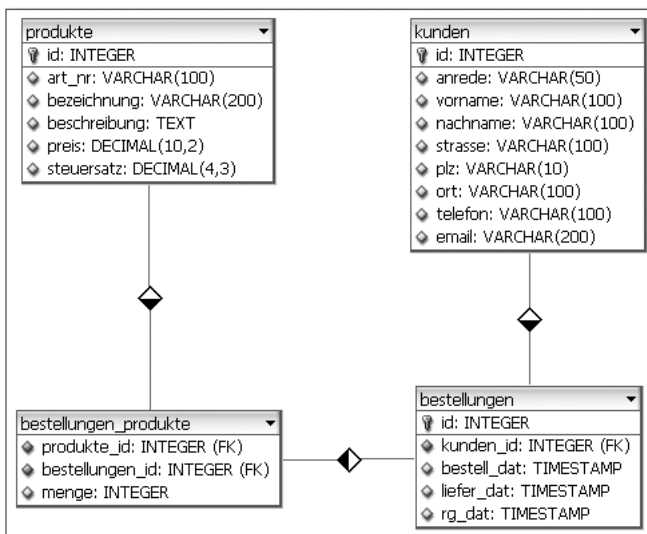 produkte
id: INTEGER
art_nr: VARCHAR(100)
bezeichnung: VARCHAR(200)
beschreibung: TEXT
preis: DECIMAL(10,2)
steuersatz: DECIMAL(4,3)
kunden
id: INTEGER
anrede: VARCHAR(50)
vorname: VARCHAR(100)
nachname: VARCHAR(100)
strasse: VARCHAR(100)
plz: VARCHAR(10)
ort: VARCHAR(100)
telefon: VARCHAR(100)
email: VARCHAR(200)
bestellungen_produkte
produkte_id: INTEGER (FK)
bestellungen_id: INTEGER (FK)
menge: INTEGER
bestellungen
id: INTEGER
kunden_id: INTEGER (FK)
bestell_dat: TIMESTAMP
liefer_dat: TIMESTAMP
rg_dat: TIMESTAMP